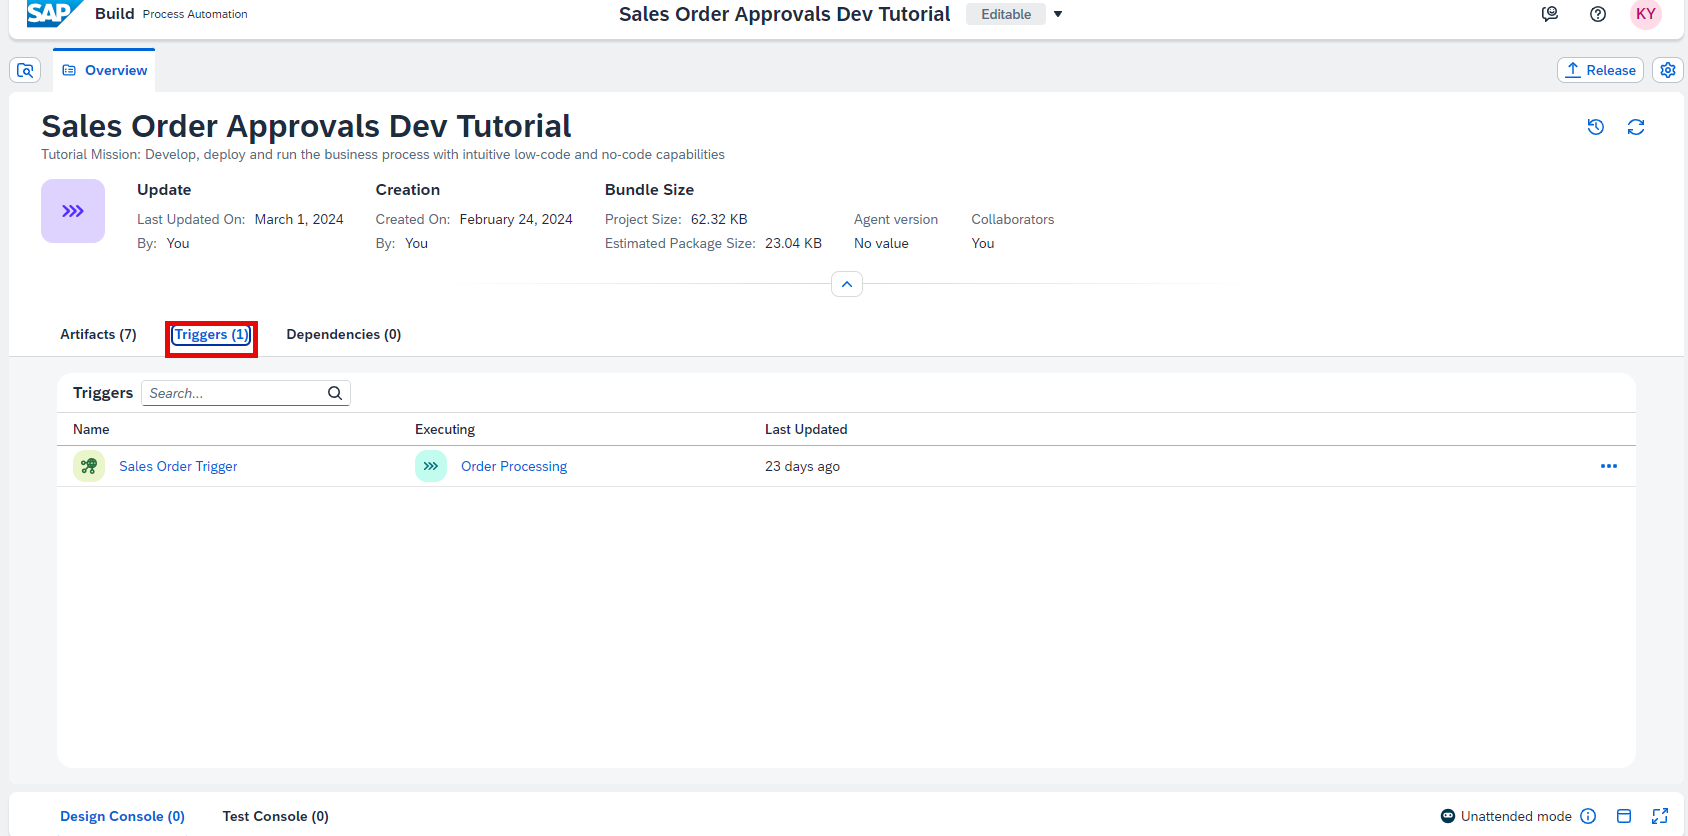 SAP Build Process Automation Sales Order Approvals Dev Tutorial Editable KY
Overview Release
Sales Order Approvals Dev Tutorial
Tutorial Mission: Develop, deploy and run the business process with intuitive low-code and no-code capabilities
Update Creation Bundle Size
Last Updated On: March 1, 2024 Created On: February 24, 2024 Project Size: 62.32 KB Agent version Collaborators
By: You By: You Estimated Package Size: 23.04 KB No value You
Artifacts (7) Triggers (1) Dependencies (0)
Triggers Search...
Name Executing Last Updated
Sales Order Trigger Order Processing 23 days ago
Design Console (0) Test Console (0) Unattended mode